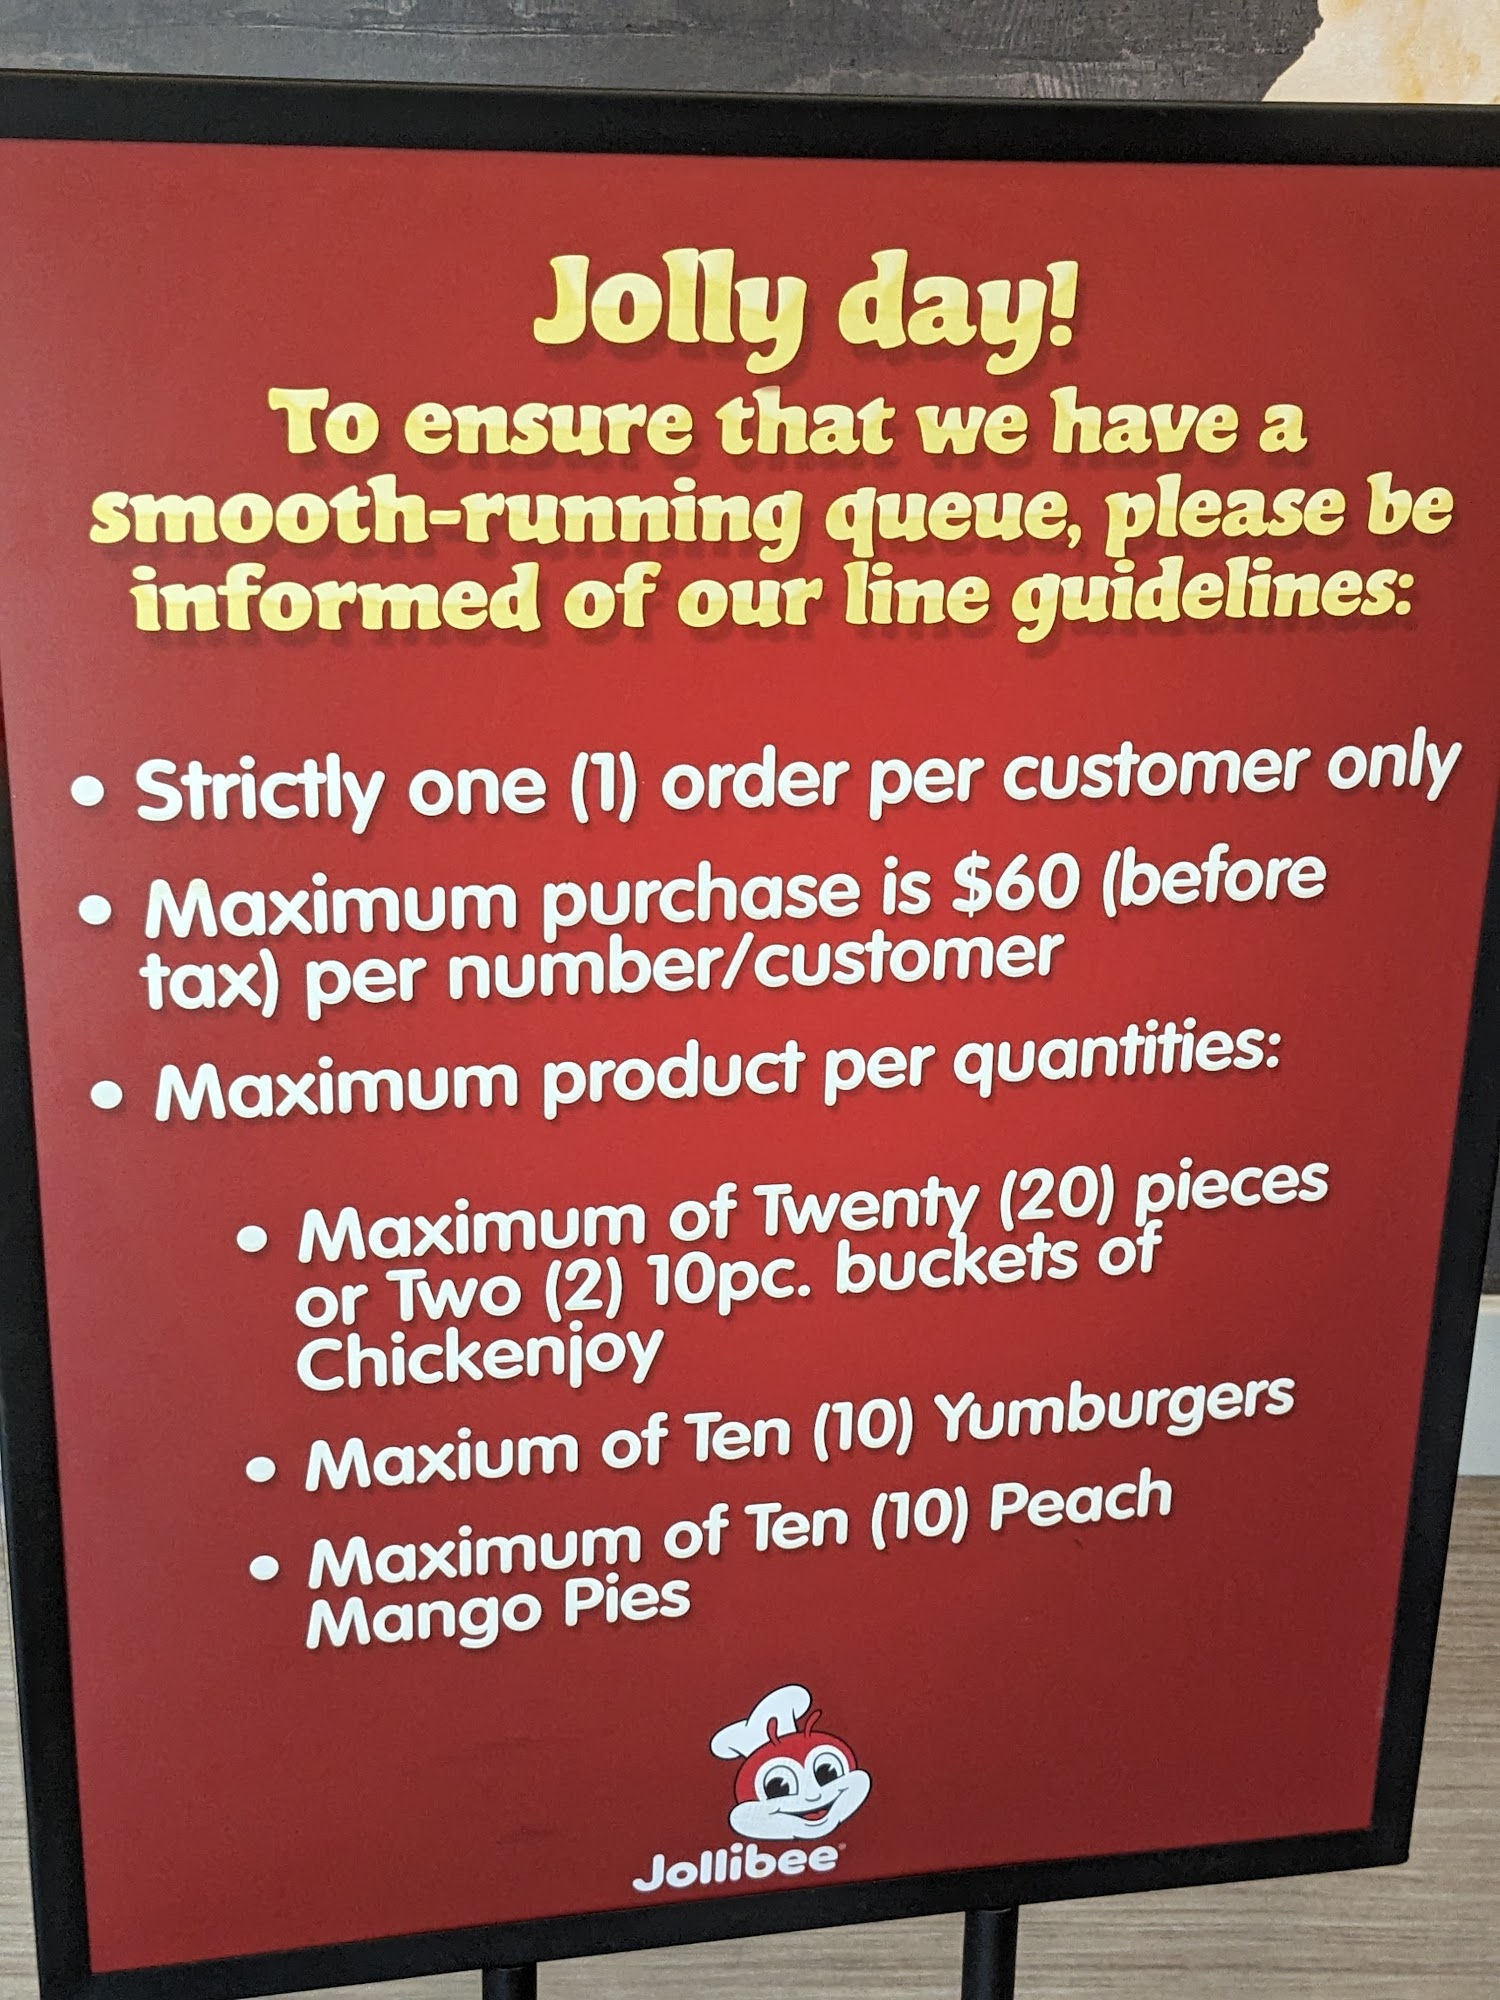 Jolly day!
To ensure that we have a
smooth-running queue, please be
informed of our line guidelines:
• Strictly one (1) order per customer only
• Maximum purchase is $60 (before
tax) per number/customer
• Maximum product per quantities:
• Maximum of Twenty (20) pieces
or Two (2) 10pc. buckets of
Chickenjoy
• Maxium of Ten (10) Yumburgers
• Maximum of Ten (10) Peach
Mango Pies
Jollibee